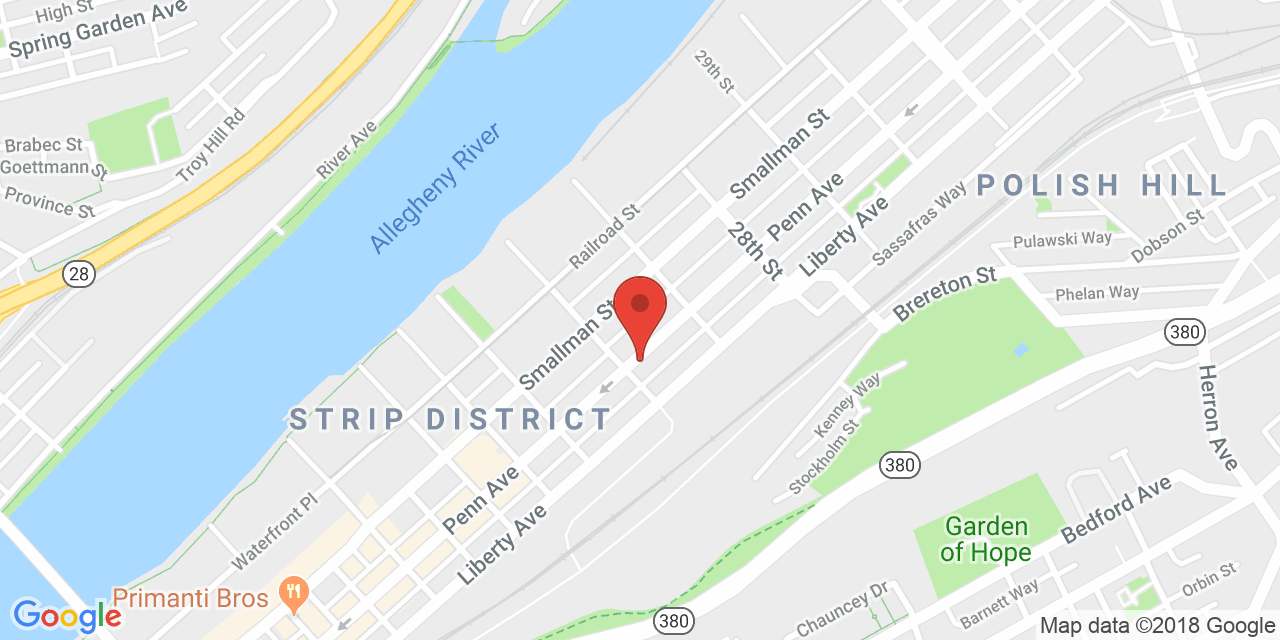 High St
Spring Garden Ave
29th St
Smallman St
Brabec St
Goettmann St
Troy Hill Rd
River Ave
Allegheny River
Province St
POLISH HILL
Penn Ave
Liberty Ave
Sassafras Way
28th St
Railroad St
Dobson St
Pulawski Way
28
Brereton St
Phelan Way
Smallman St
380
Herron Ave
Kenney Way
STRIP DISTRICT
Stockholm St
380
Penn Ave
Liberty Ave
Waterfront Pl
Bedford Ave
Garden
of Hope
Orbin St
Primanti Bros
Barnett Way
Chauncey Dr
380
Google
Map data ©2018 Google